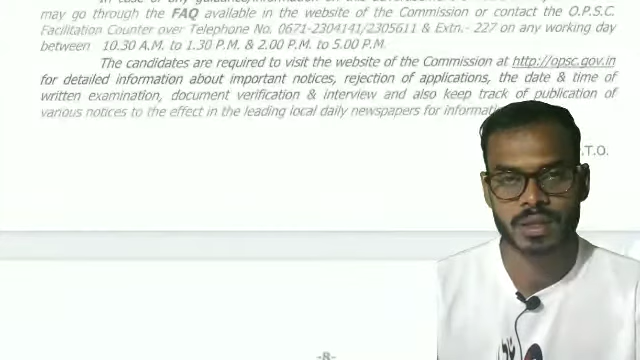 may go through the FAQ available in the website of the Commission or contact the O.P.S.C.
Facilitation Counter over Telephone No. 0671-2304141/2305611 & Extn.- 227 on any working day
between 10.30 A.M. to 1.30 P.M. & 2.00 P.M. to 5.00 P.M.
The candidates are required to visit the website of the Commission at http://opsc.gov.in
for detailed information about important notices, rejection of applications, the date & time of
written examination, document verification & interview and also keep track of publication of
various notices to the effect in the leading local daily newspapers for
.T.O.
-8-